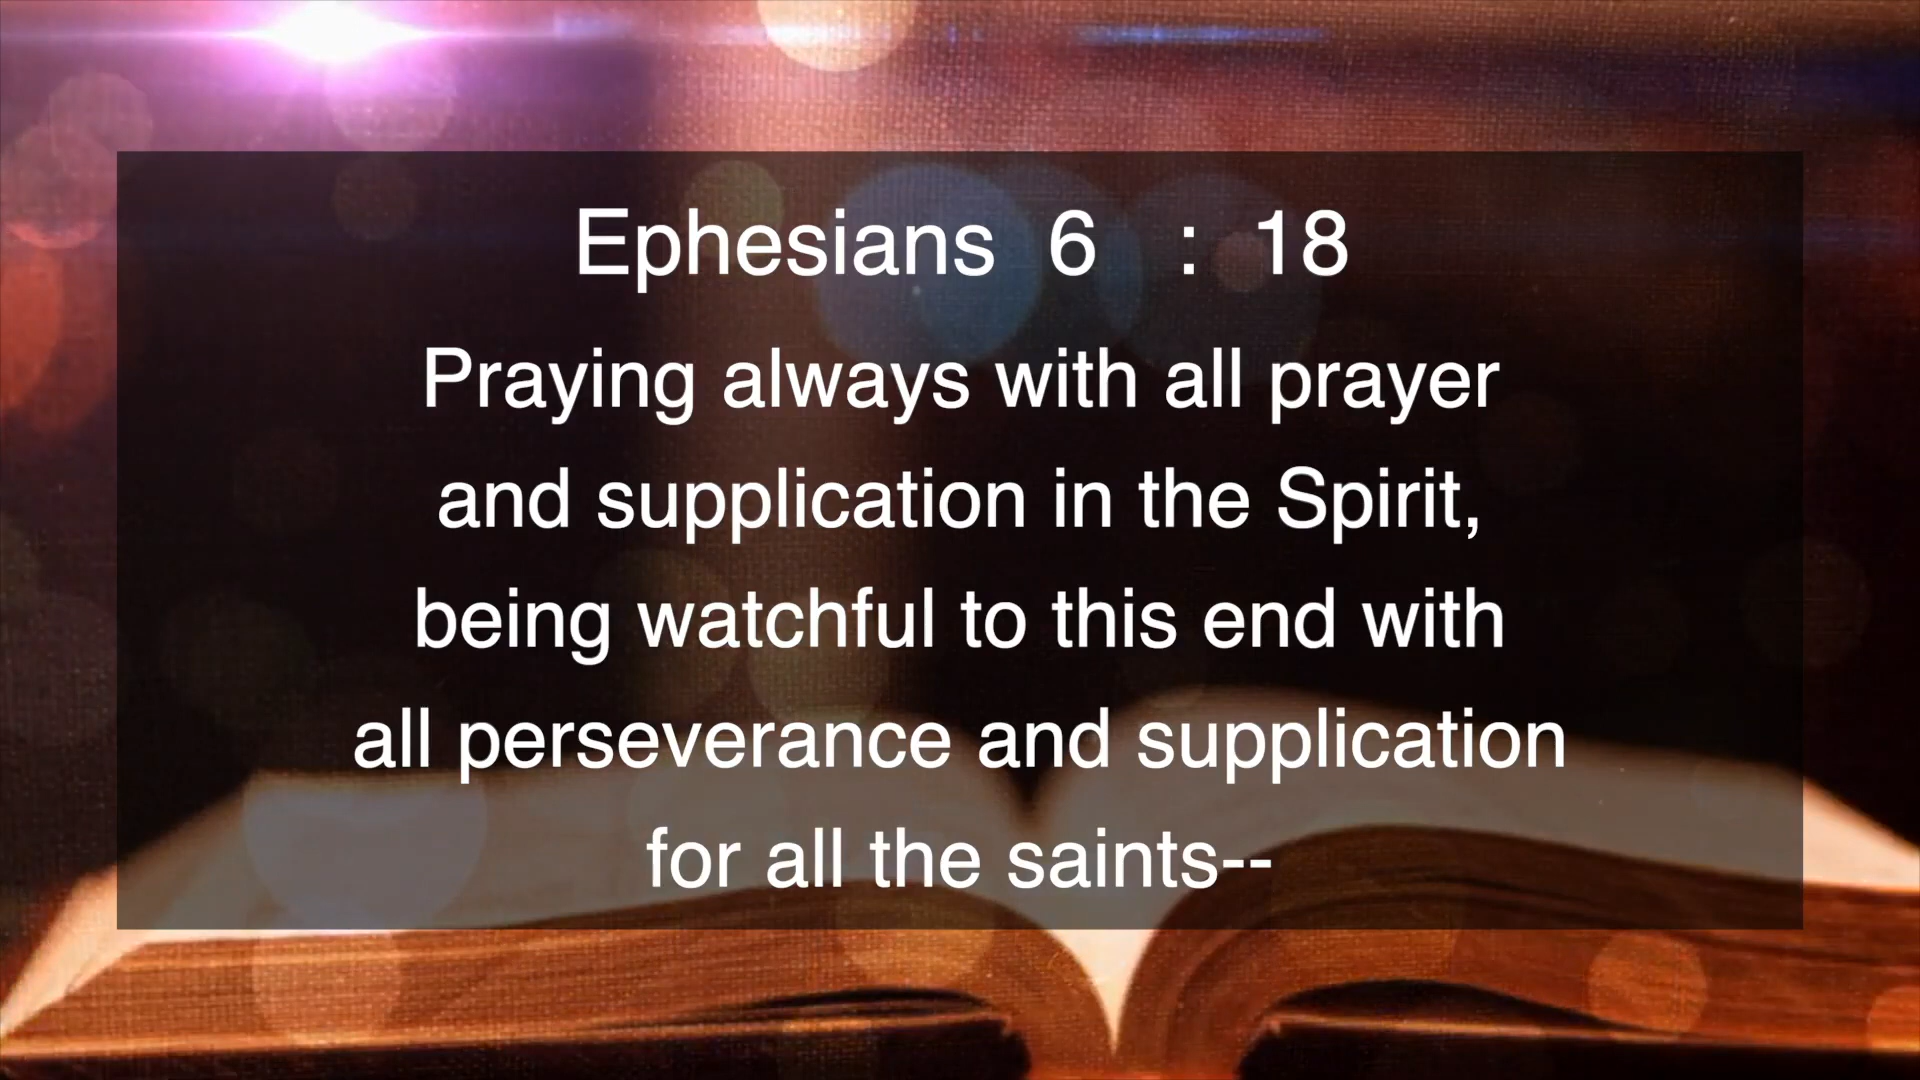 Ephesians 6 : 18
Praying always with all prayer
and supplication in the Spirit,
being watchful to this end with
all perseverance and supplication
for all the saints--